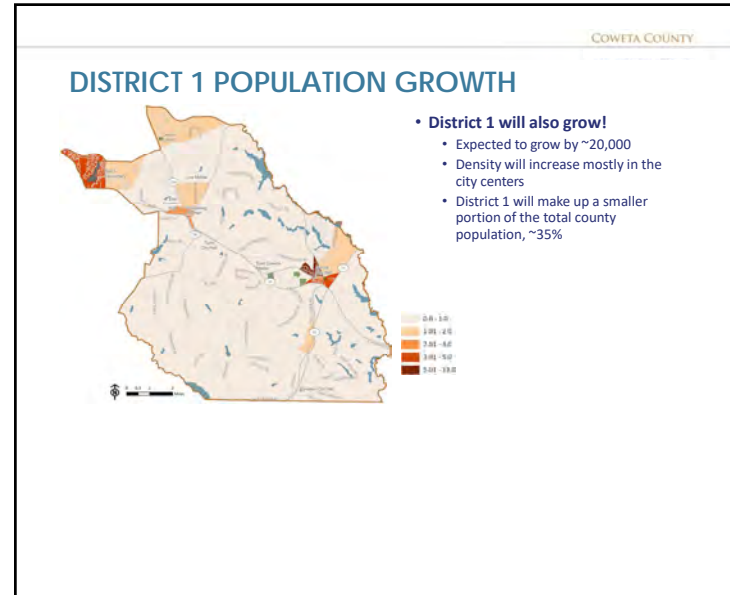 COWETA COUNTY
DISTRICT 1 POPULATION GROWTH
• District 1 will also grow!
• Expected to grow by ~20,000
• Density will increase mostly in the
city centers
• District 1 will make up a smaller
portion of the total county
population, ~35%